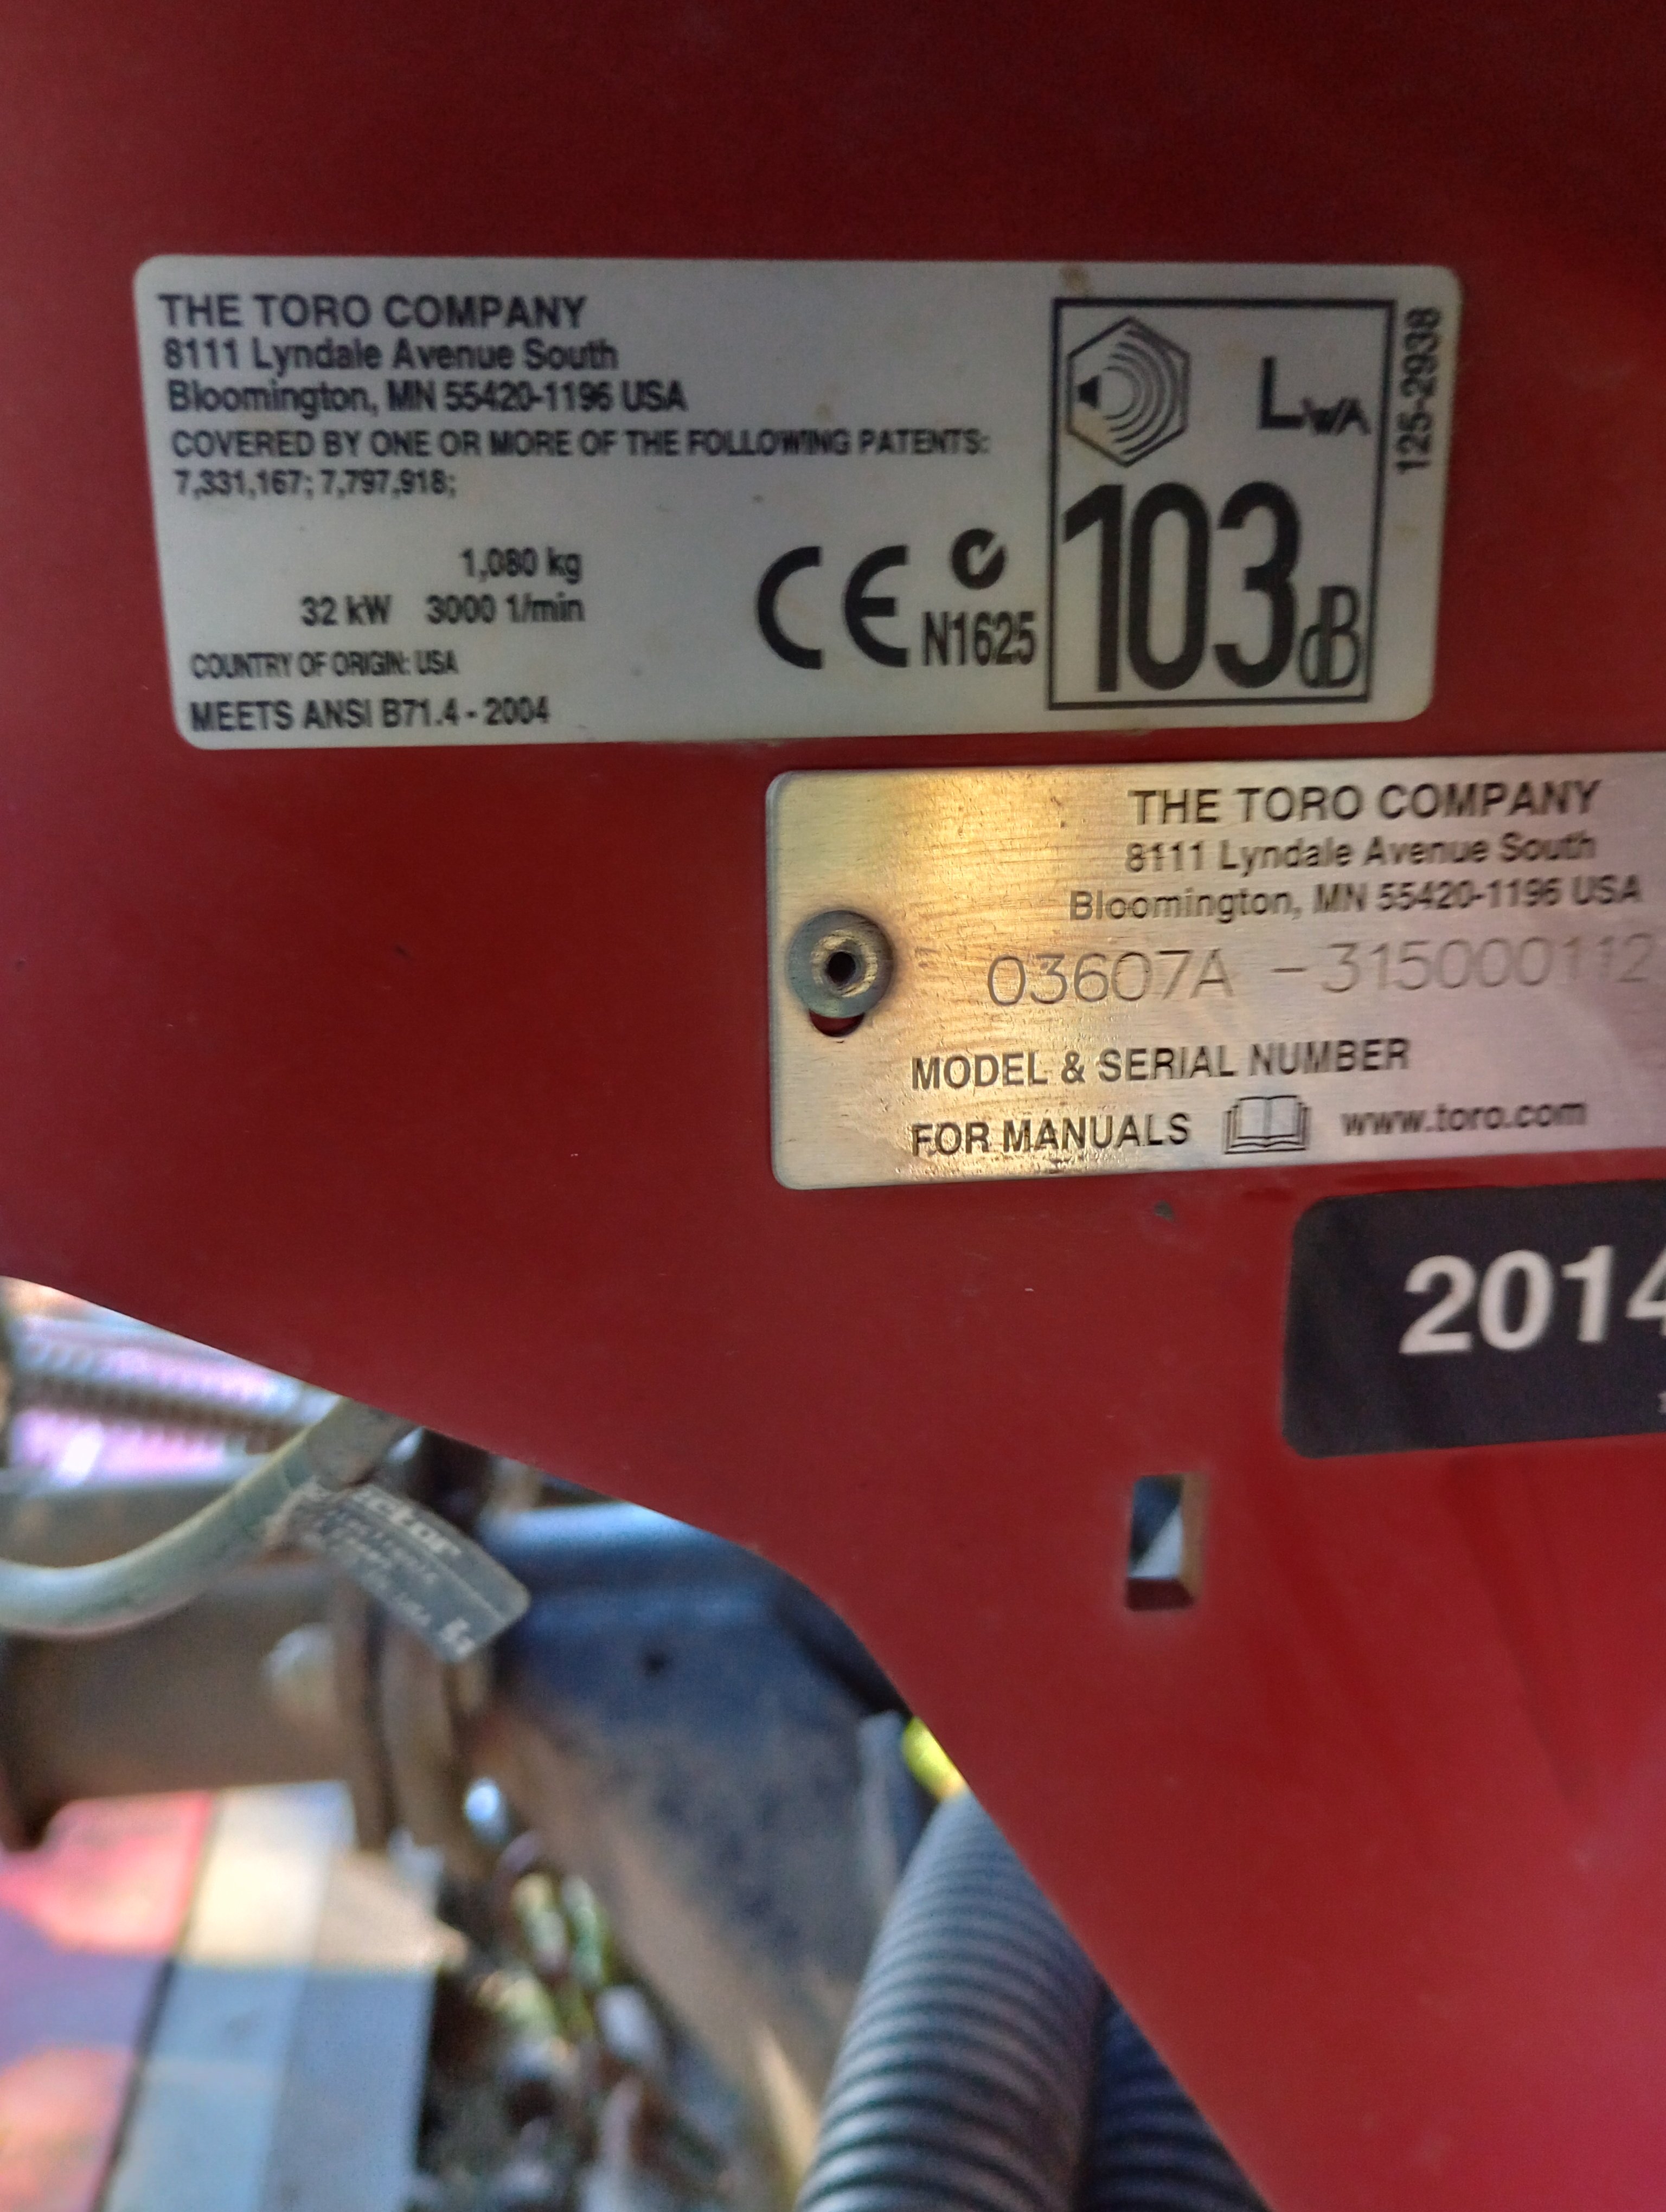 THE TORO COMPANY
8111 Lyndale Avenue South
Bloomington, MN 55420-1196 USA
COVERED BY ONE OR MORE OF THE FOLLOWING PATENTS:
7,331,167; 7,797,918;
1,080 kg
32 kW 3000 1/min
COUNTRY OF ORIGIN: USA
MEETS ANSI B71.4 - 2004
CE N1625
LWA
103dB
125-2938
THE TORO COMPANY
8111 Lyndale Avenue South
Bloomington, MN 55420-1196 USA
03607A - 315000112
MODEL & SERIAL NUMBER
FOR MANUALS www.toro.com
2014